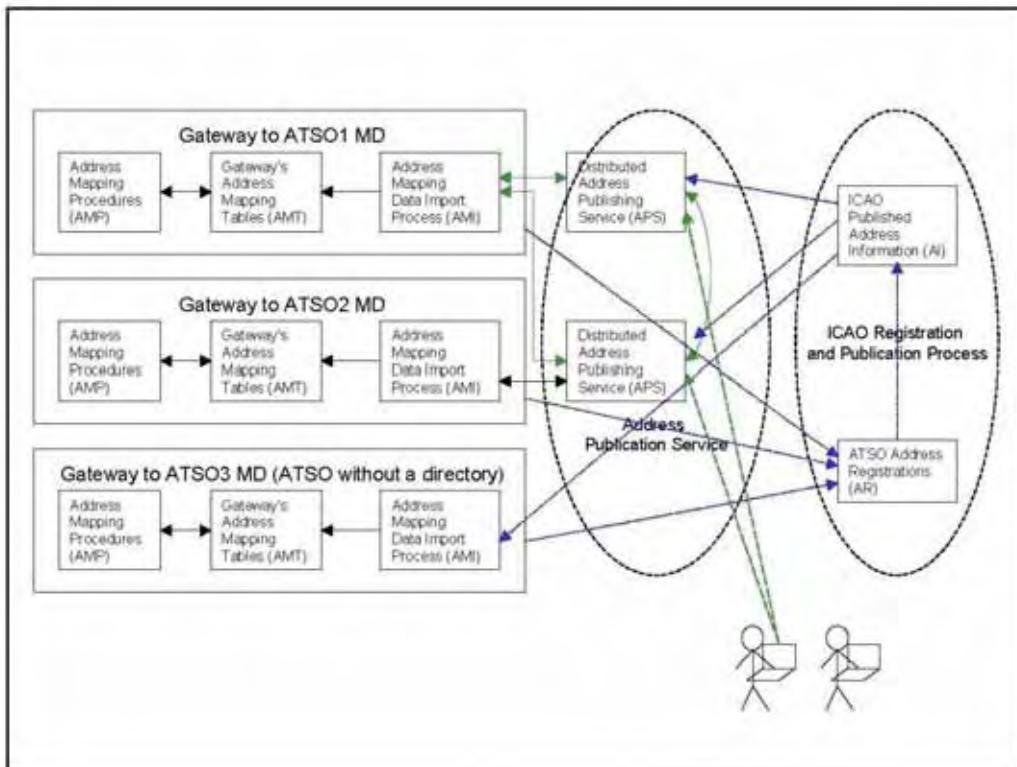 Gateway to ATSO1 MD
Address
Mapping
Procedures
(AMP)
Gateway's
Address
Mapping
Tables (AMT)
Address
Mapping
Data Import
Process (AMI)
Distributed
Address
Publishing
Service (APS)
ICAO
Published
Address
Information (AI)
Gateway to ATSO2 MD
Address
Mapping
Procedures
(AMP)
Gateway's
Address
Mapping
Tables (AMT)
Address
Mapping
Data Import
Process (AMI)
Distributed
Address
Publishing
Service (APS)
ICAO Registration
and Publication Process
Address
Publication Service
Gateway to ATSO3 MD (ATSO without a directory)
Address
Mapping
Procedures
(AMP)
Gateway's
Address
Mapping
Tables (AMT)
Address
Mapping
Data Import
Process (AMI)
ATSO Address
Registrations
(AR)